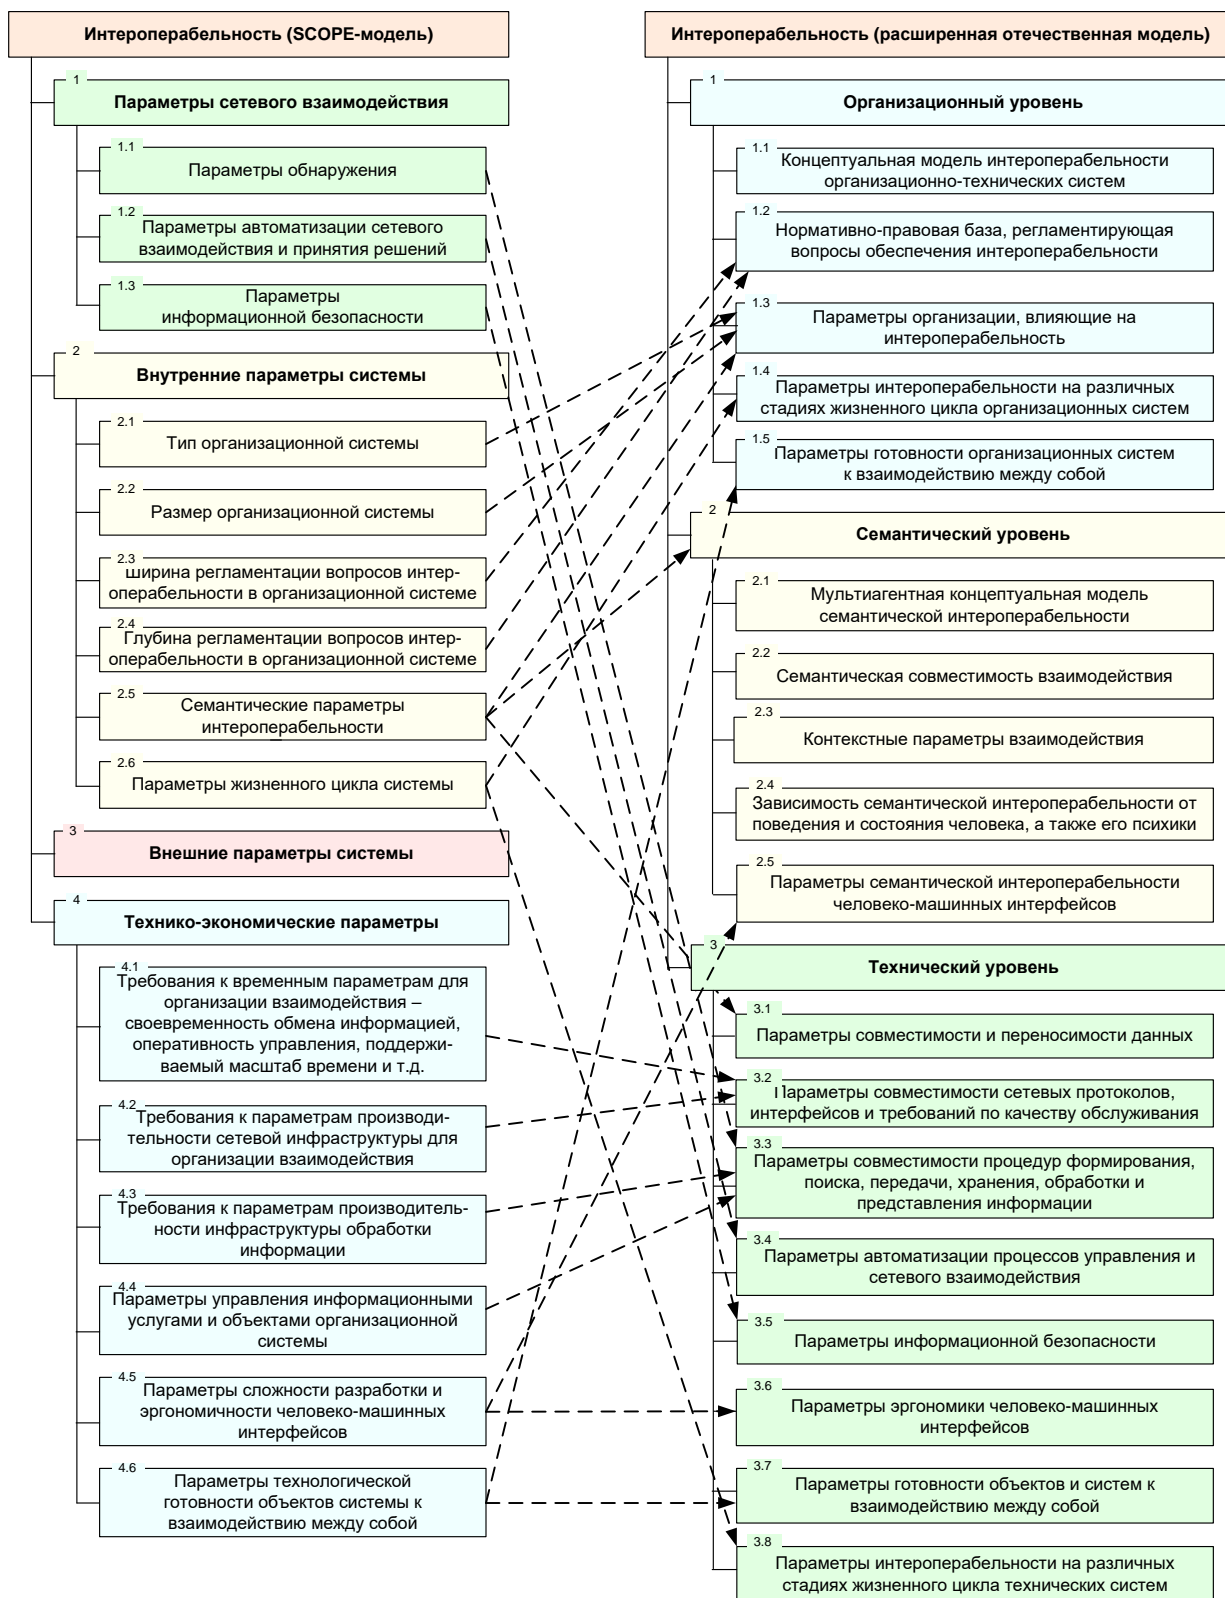 Интероперабельность (SCOPE-модель)
1
Параметры сетевого взаимодействия
1.1
Параметры обнаружения
1.2
Параметры автоматизации сетевого
взаимодействия и принятия решений
1.3
Параметры
информационной безопасности
2
Внутренние параметры системы
2.1
Тип организационной системы
2.2
Размер организационной системы
2.3
Ширина регламентации вопросов интер-
операбельности в организационной системе
2.4
Глубина регламентации вопросов интер-
операбельности в организационной системе
2.5
Семантические параметры
интероперабельности
2.6
Параметры жизненного цикла системы
3
Внешние параметры системы
4
Технико-экономические параметры
4.1
Требования к временным параметрам для
организации взаимодействия –
своевременность обмена информацией,
оперативность управления, поддержи-
ваемый масштаб времени и т.д.
4.2
Требования к параметрам производи-
тельности сетевой инфраструктуры для
организации взаимодействия
4.3
Требования к параметрам производитель-
ности инфраструктуры обработки
информации
4.4
Параметры управления информационными
услугами и объектами организационной
системы
4.5
Параметры сложности разработки и
эргономичности человеко-машинных
интерфейсов
4.6
Параметры технологической
готовности объектов системы к
взаимодействию между собой
Интероперабельность (расширенная отечественная модель)
1
Организационный уровень
1.1
Концептуальная модель интероперабельности
организационно-технических систем
1.2
Нормативно-правовая база, регламентирующая
вопросы обеспечения интероперабельности
1.3
Параметры организации, влияющие на
интероперабельность
1.4
Параметры интероперабельности на различных
стадиях жизненного цикла организационных систем
1.5
Параметры готовности организационных систем
к взаимодействию между собой
2
Семантический уровень
2.1
Мультиагентная концептуальная модель
семантической интероперабельности
2.2
Семантическая совместимость взаимодействия
2.3
Контекстные параметры взаимодействия
2.4
Зависимость семантической интероперабельности от
поведения и состояния человека, а также его психики
2.5
Параметры семантической интероперабельности
человеко-машинных интерфейсов
3
Технический уровень
3.1
Параметры совместимости и переносимости данных
3.2
Параметры совместимости сетевых протоколов,
интерфейсов и требований по качеству обслуживания
3.3
Параметры совместимости процедур формирования,
поиска, передачи, хранения, обработки и
представления информации
3.4
Параметры автоматизации процессов управления и
сетевого взаимодействия
3.5
Параметры информационной безопасности
3.6
Параметры эргономики человеко-машинных
интерфейсов
3.7
Параметры готовности объектов и систем к
взаимодействию между собой
3.8
Параметры интероперабельности на различных
стадиях жизненного цикла технических систем